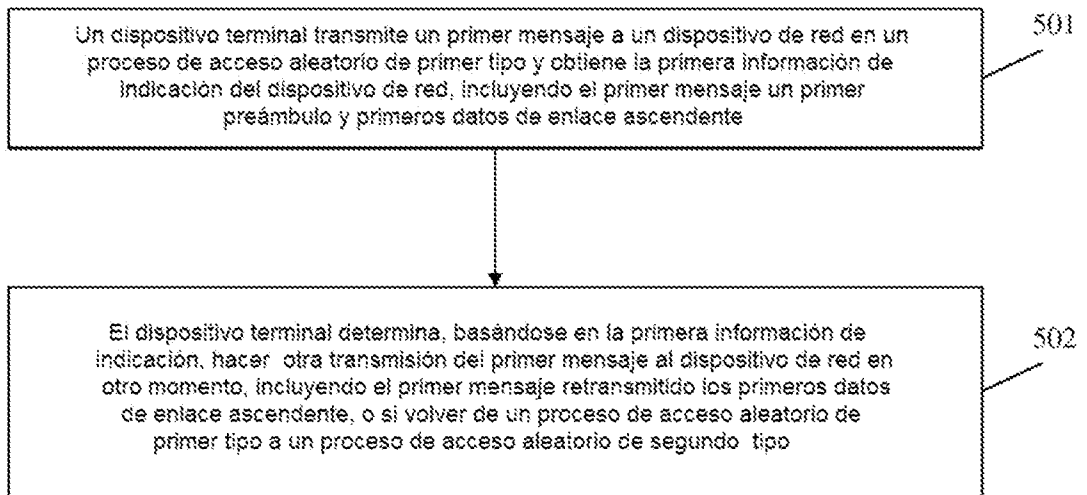 Un dispositivo terminal transmite un primer mensaje a un dispositivo de red en un
proceso de acceso aleatorio de primer tipo y obtiene la primera información de
indicación del dispositivo de red, incluyendo el primer mensaje un primer
preámbulo y primeros datos de enlace ascendente
501
El dispositivo terminal determina, basándose en la primera información de
indicación, hacer otra transmisión del primer mensaje al dispositivo de red en
otro momento, incluyendo el primer mensaje retransmitido los primeros datos
de enlace ascendente, o si volver de un proceso de acceso aleatorio de
primer tipo a un proceso de acceso aleatorio de segundo tipo
502